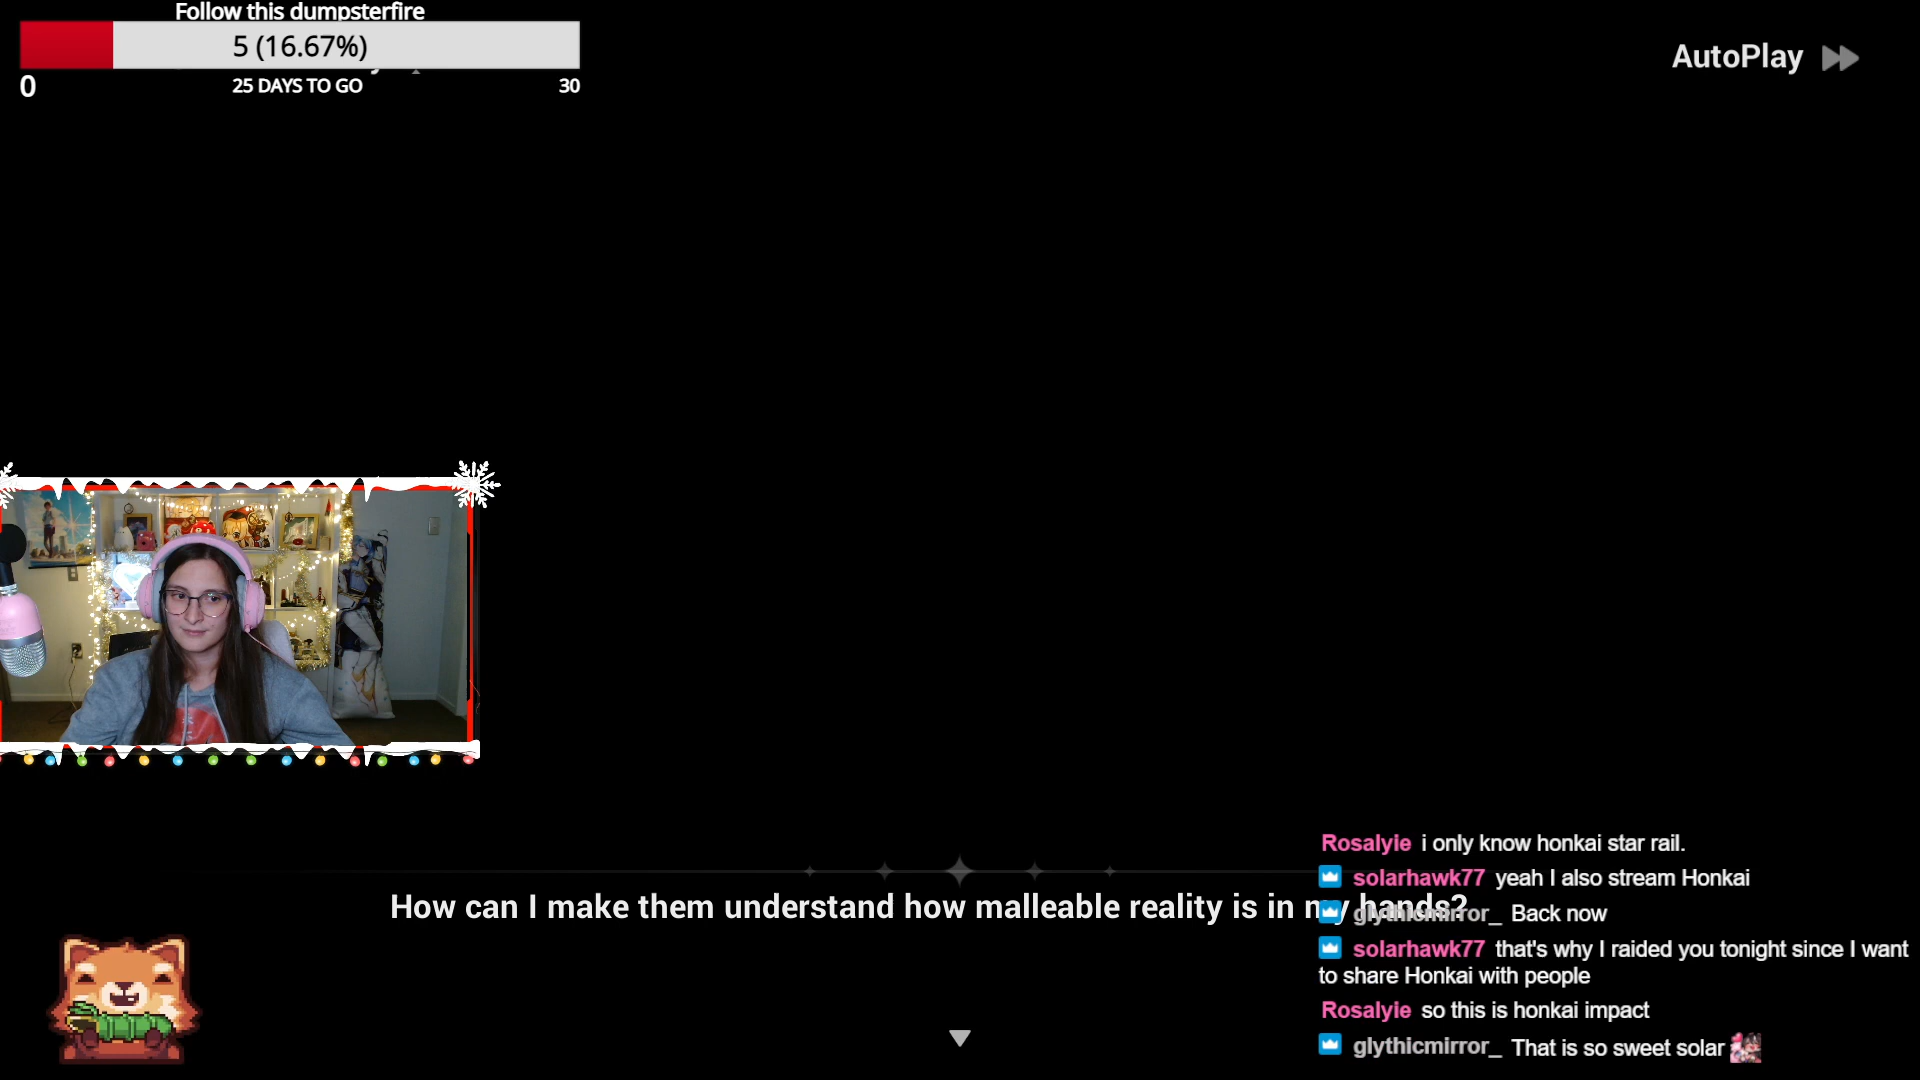 Follow this dumpsterfire
5 (16.67%)
0 25 DAYS TO GO 30
AutoPlay
How can I make them understand how malleable reality is in my hands?
Rosalyie i only know honkai star rail.
solarhawk77 yeah I also stream Honkai
glythicmirror_ Back now
solarhawk77 that's why I raided you tonight since I want
to share Honkai with people
Rosalyie so this is honkai impact
glythicmirror_ That is so sweet solar